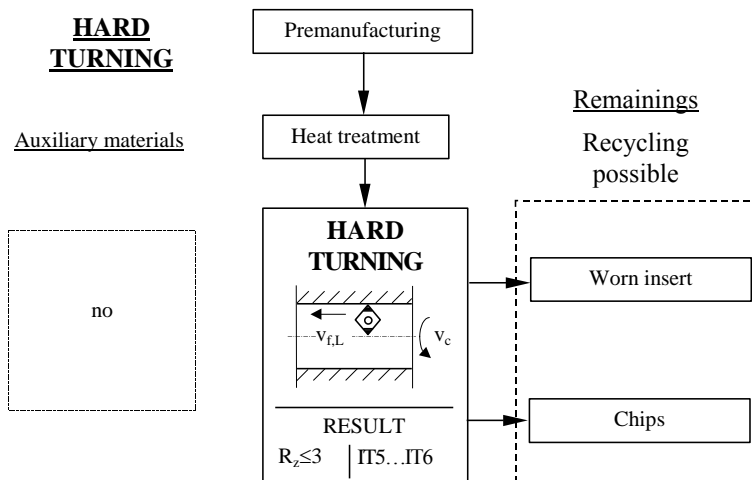 HARD
TURNING
Premanufacturing
Remainings
Auxiliary materials
Heat treatment
Recycling
possible
HARD
TURNING
no
Worn insert
v_f,L
v_c
RESULT
Chips
R_z≤3
IT5…IT6